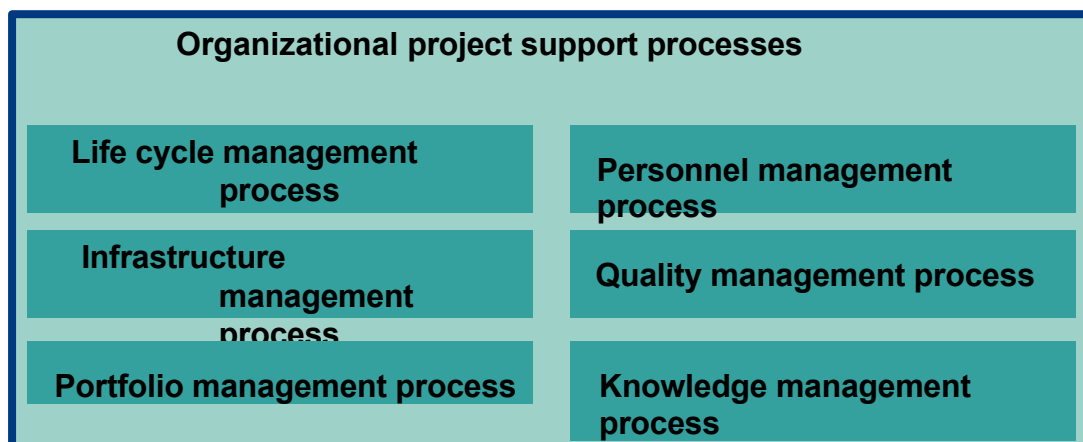 Organizational project support processes
Life cycle management
process
Personnel management
process
Infrastructure
management
process
Quality management process
Portfolio management process
Knowledge management
process